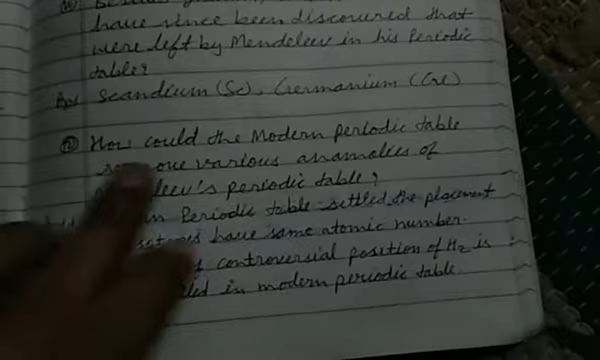 have since been discovered that
were left by Mendeleev in his Periodic
table?
Ans Scandium (Sc), Germanium (Ge)
How could the Modern periodic table
various anomalies of
periodic table?
Periodic table settled the placement
have same atomic number.
controversial position of H2 is
in modern periodic table.